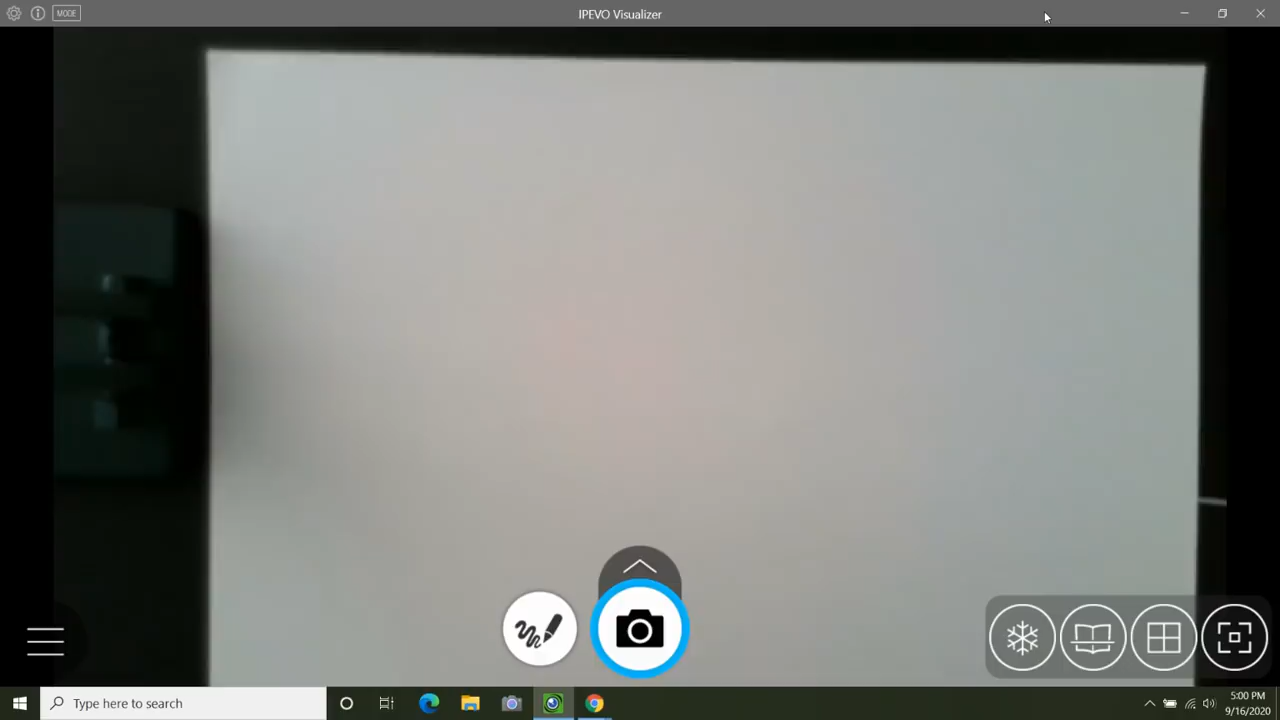 MODE
IPEVO Visualizer
Type here to search
5:00 PM
9/16/2020